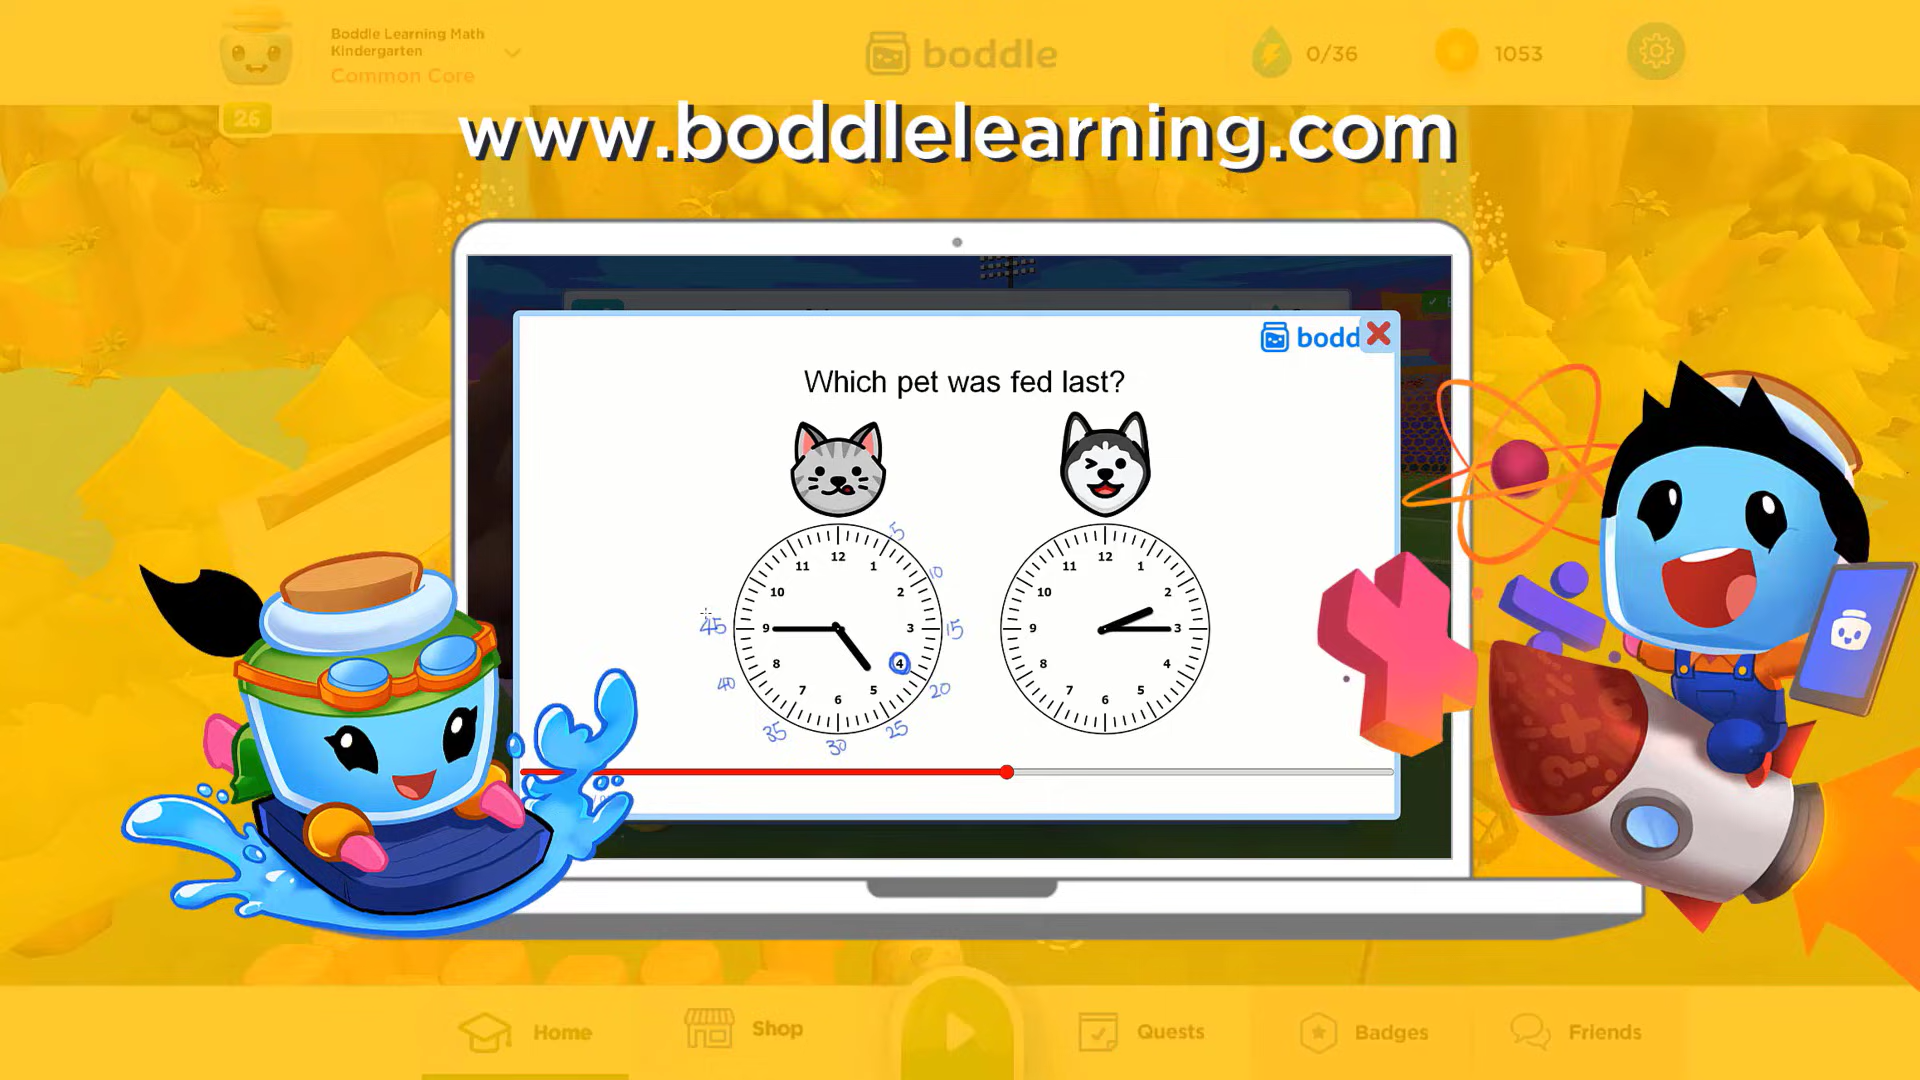 Boddle Learning Math
Kindergarten
Common Core
boddle
0/36
1053
26
www.boddlelearning.com
bodd
Which pet was fed last?
12
11 1
10 2
9 3
8 4
7 5
6
5
10
15
20
25
30
35
40
45
12
11 1
10 2
9 3
8 4
7 5
6
Home
Shop
Quests
Badges
Friends